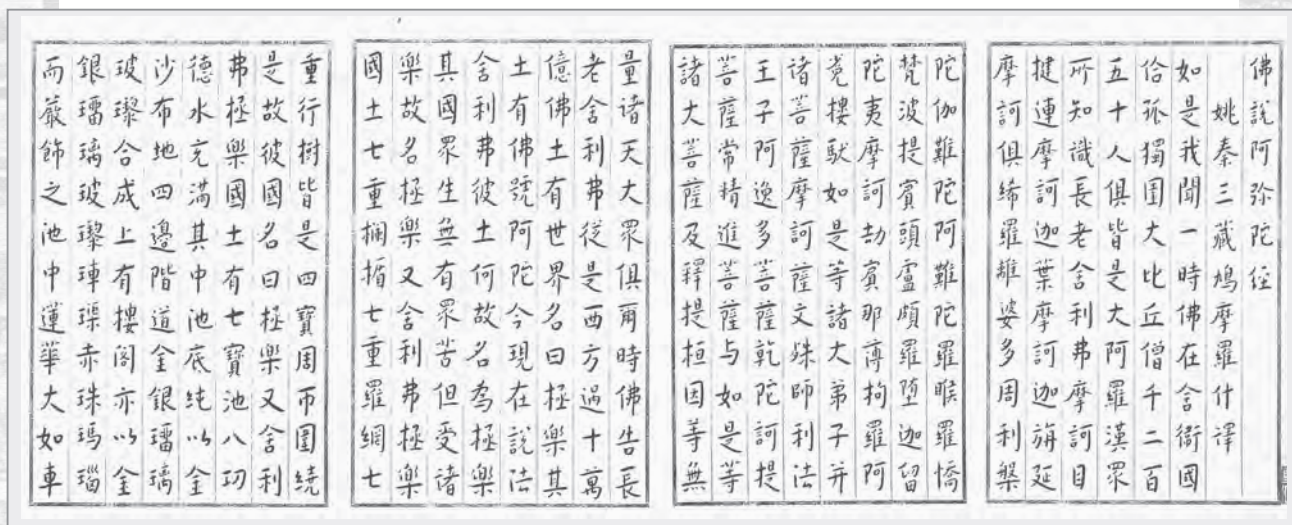 佛說阿弥陀经
姚秦三藏鳩摩羅什譯
如是我聞一時佛在舍衛國
佮孤獨園大比丘僧千二百
五十人俱皆是大阿羅漢眾
所知識長老舍利弗摩訶目
揵連摩訶迦葉摩訶迦旃延
摩訶俱絺羅離婆多周利槃
陀伽難陀阿難陀羅睺羅憍
梵波提賓頭盧頗羅堕迦留
陀夷摩訶劫賓那薄拘羅阿
㝹樓馱如是等諸大弟子并
诸菩薩摩訶薩文殊師利法
王子阿逸多菩薩乾陀訶提
菩薩常精進菩薩与如是等
諸大菩薩及釋提桓因等無
量诸天大眾俱爾時佛告長
老舍利弗從是西方過十萬
億佛土有世界名曰極樂其
土有佛號阿陀今現在說法
舍利弗彼土何故名為極樂
其國眾生無有眾苦但受諸
樂故名極樂又舍利弗極樂
國土七重欄楯七重羅網七
重行樹皆是四寶周帀圍繞
是故彼國名曰極樂又舍利
弗極樂國土有七寶池八功
德水充滿其中池底純以金
沙布地四邊階道金銀瑠璃
玻瓈合成上有樓阁亦以金
銀瑠璃玻瓈硨磲赤珠瑪瑙
而嚴飾之池中蓮華大如車